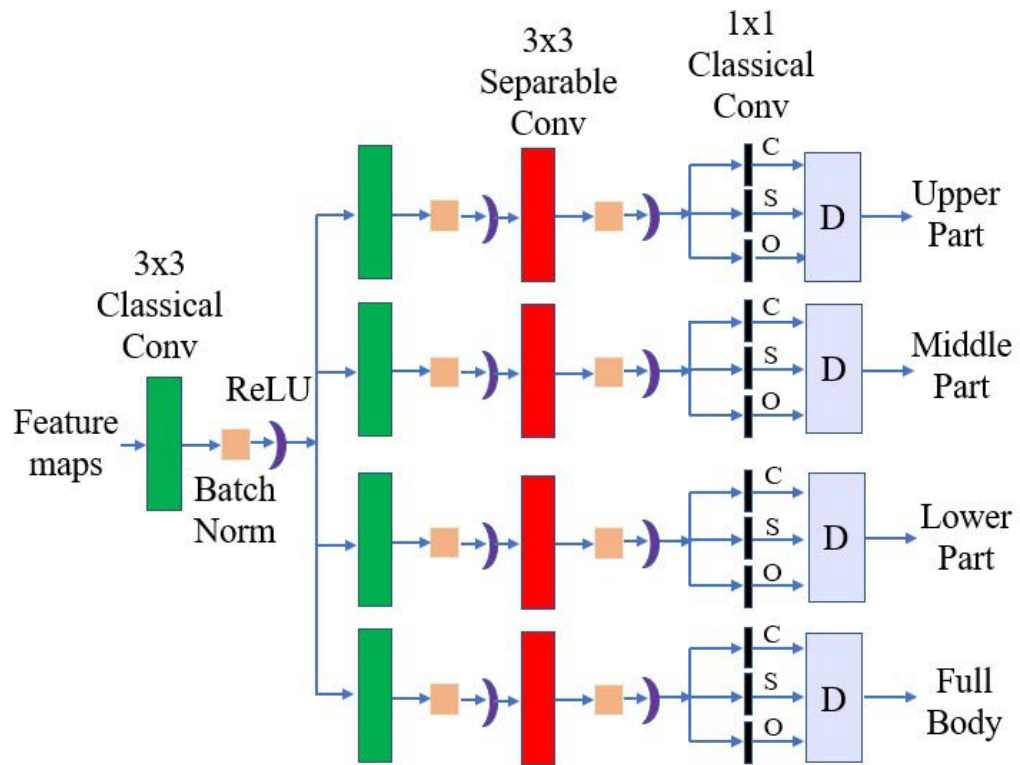 3x3
Separable
Conv
1x1
Classical
Conv
C
S
O
D
Upper
Part
3x3
Classical
Conv
ReLU
Feature
maps
Batch
Norm
C
S
O
D
Middle
Part
C
S
O
D
Lower
Part
C
S
O
D
Full
Body